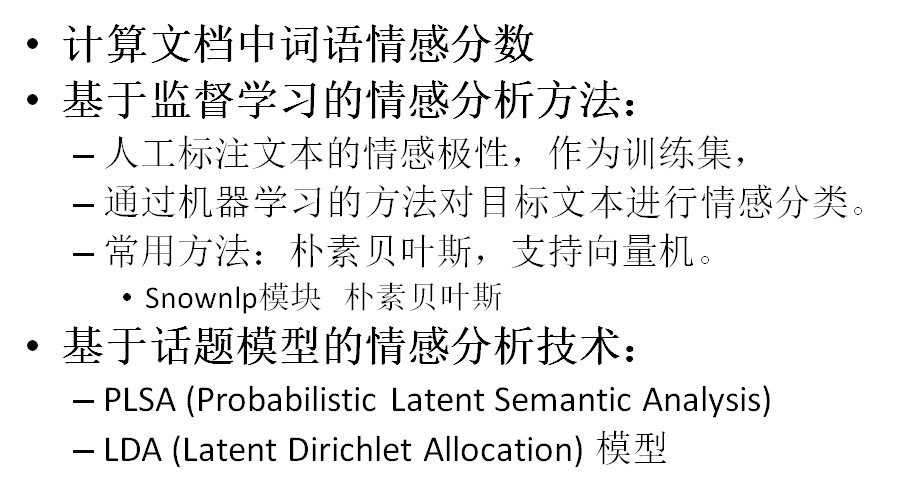 • 计算文档中词语情感分数
• 基于监督学习的情感分析方法：
– 人工标注文本的情感极性，作为训练集，
– 通过机器学习的方法对目标文本进行情感分类。
– 常用方法：朴素贝叶斯，支持向量机。
• Snownlp模块 朴素贝叶斯
• 基于话题模型的情感分析技术：
– PLSA (Probabilistic Latent Semantic Analysis)
– LDA (Latent Dirichlet Allocation) 模型